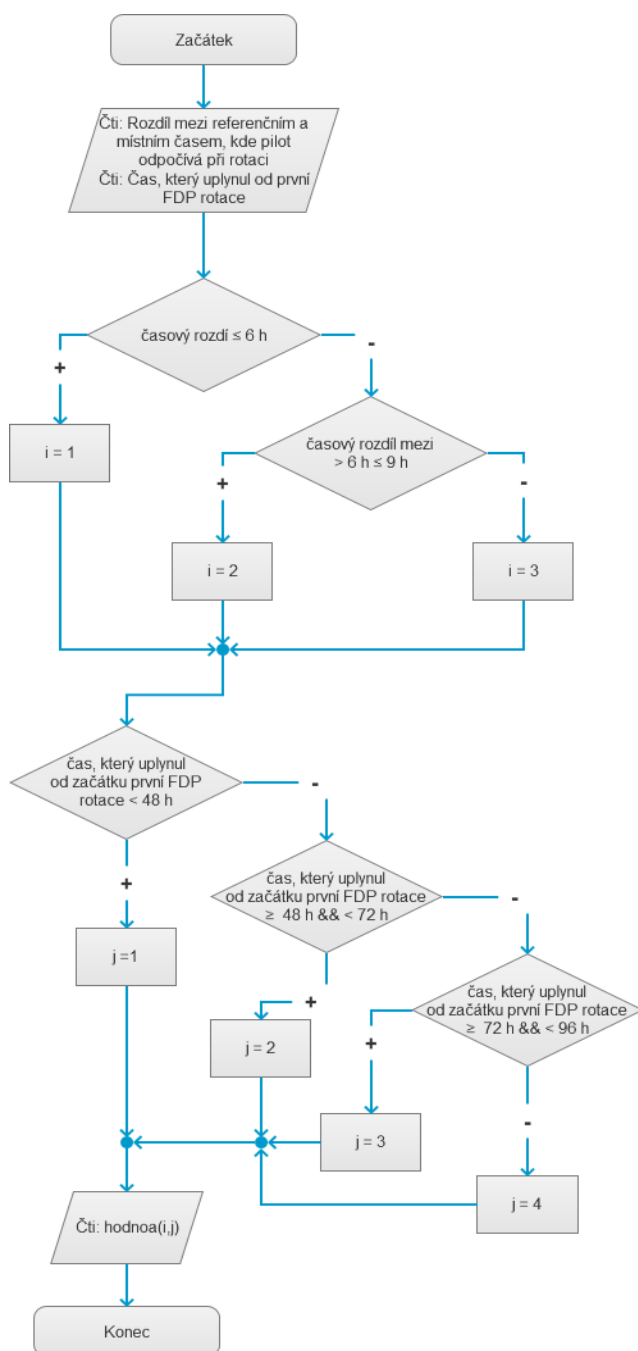 Začátek
Čti: Rozdíl mezi referenčním a
místním časem, kde pilot
odpočívá při rotaci
Čti: Čas, který uplynul od první
FDP rotace
časový rozdí ≤ 6 h
+
-
i = 1
časový rozdíl mezi
> 6 h ≤ 9 h
+
-
i = 2
i = 3
čas, který uplynul
od začátku první FDP
rotace < 48 h
-
+
čas, který uplynul
od začátku první FDP rotace
≥ 48 h && < 72 h
-
j =1
+
čas, který uplynul
od začátku první FDP rotace
≥ 72 h && < 96 h
j = 2
+
-
j = 3
j = 4
Čti: hodnoa(i,j)
Konec